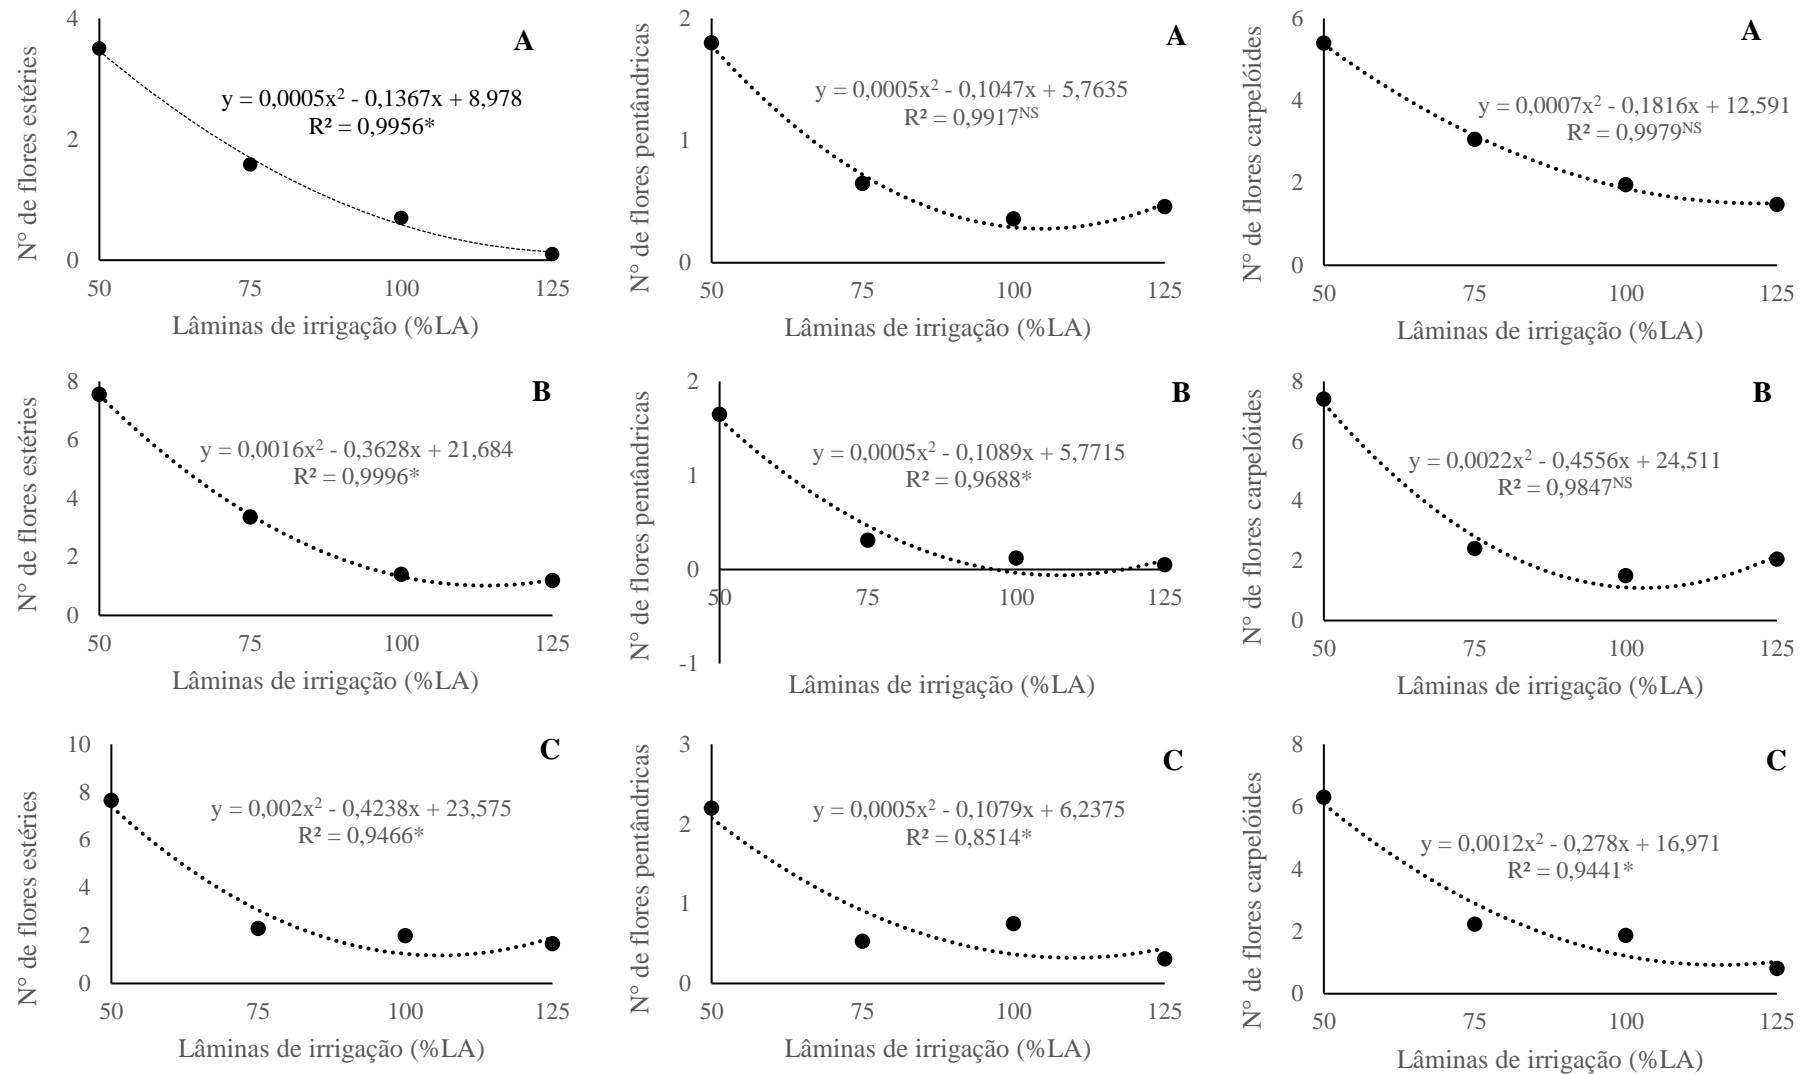 N° de flores estéries
4
2
0
A
y = 0,0005x² - 0,1367x + 8,978
R² = 0,9956*
50 75 100 125
Lâminas de irrigação (%LA)
N° de flores pentândricas
2
1
0
A
y = 0,0005x² - 0,1047x + 5,7635
R² = 0,9917ᴺˢ
50 75 100 125
Lâminas de irrigação (%LA)
N° de flores carpelóides
6
4
2
0
A
y = 0,0007x² - 0,1816x + 12,591
R² = 0,9979ᴺˢ
50 75 100 125
Lâminas de irrigação (%LA)
N° de flores estéries
8
6
4
2
0
B
y = 0,0016x² - 0,3628x + 21,684
R² = 0,9996*
50 75 100 125
Lâminas de irrigação (%LA)
N° de flores pentândricas
2
1
0
-1
B
y = 0,0005x² - 0,1089x + 5,7715
R² = 0,9688*
50 75 100 125
Lâminas de irrigação (%LA)
N° de flores carpelóides
8
6
4
2
0
B
y = 0,0022x² - 0,4556x + 24,511
R² = 0,9847ᴺˢ
50 75 100 125
Lâminas de irrigação (%LA)
N° de flores estéries
10
8
6
4
2
0
C
y = 0,002x² - 0,4238x + 23,575
R² = 0,9466*
50 75 100 125
Lâminas de irrigação (%LA)
N° de flores pentândricas
3
2
1
0
C
y = 0,0005x² - 0,1079x + 6,2375
R² = 0,8514*
50 75 100 125
Lâminas de irrigação (%LA)
N° de flores carpelóides
8
6
4
2
0
C
y = 0,0012x² - 0,278x + 16,971
R² = 0,9441*
50 75 100 125
Lâminas de irrigação (%LA)